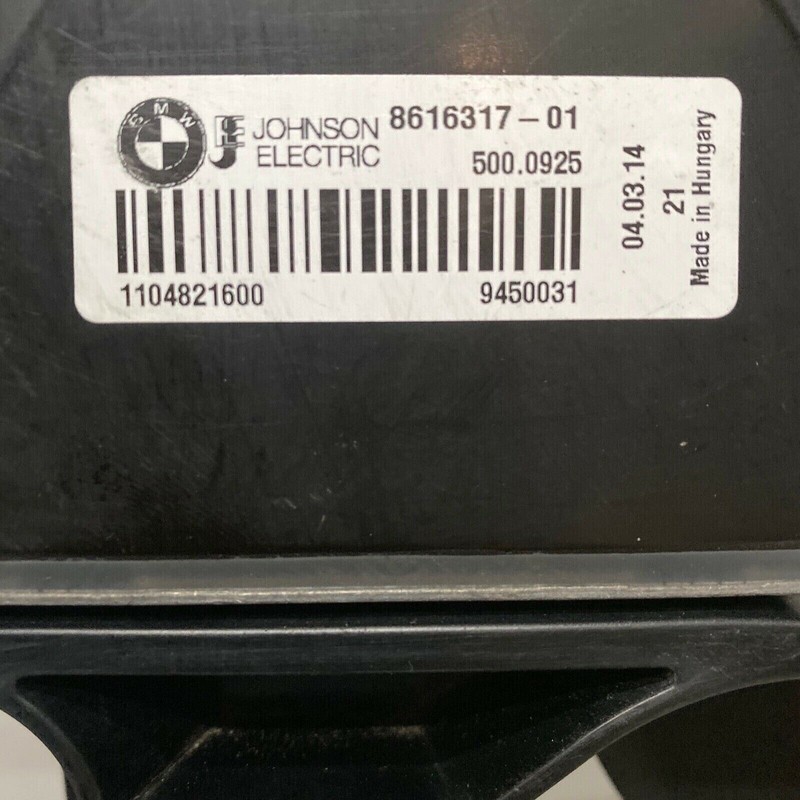 BMW
JOHNSON
ELECTRIC
8616317-01
500.0925
1104821600
9450031
04.03.14
21
Made in Hungary